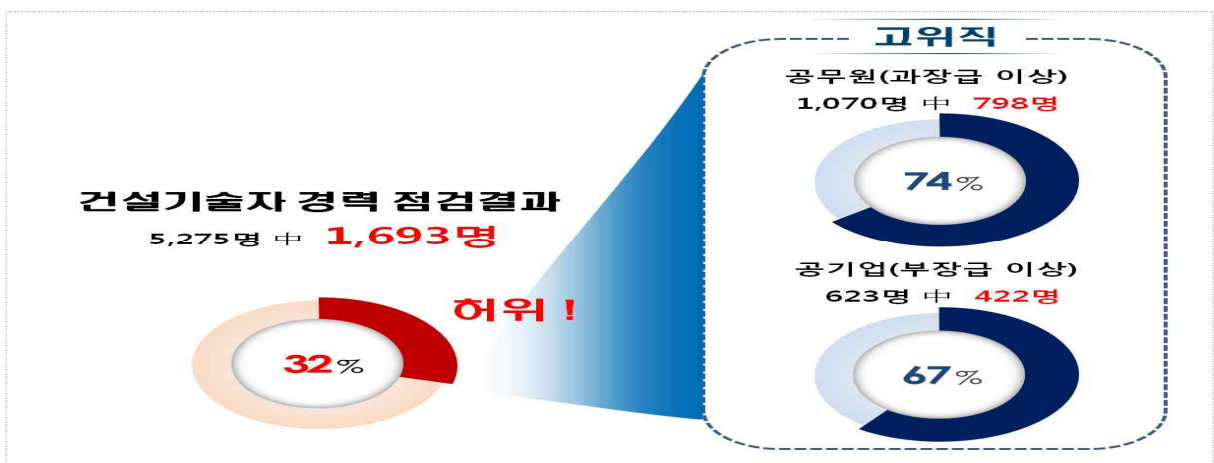 건설기술자 경력 점검결과
5,275명 中 1,693명
허위 !
32%
고위직
공무원(과장급 이상)
1,070명 中 798명
74%
공기업(부장급 이상)
623명 中 422명
67%